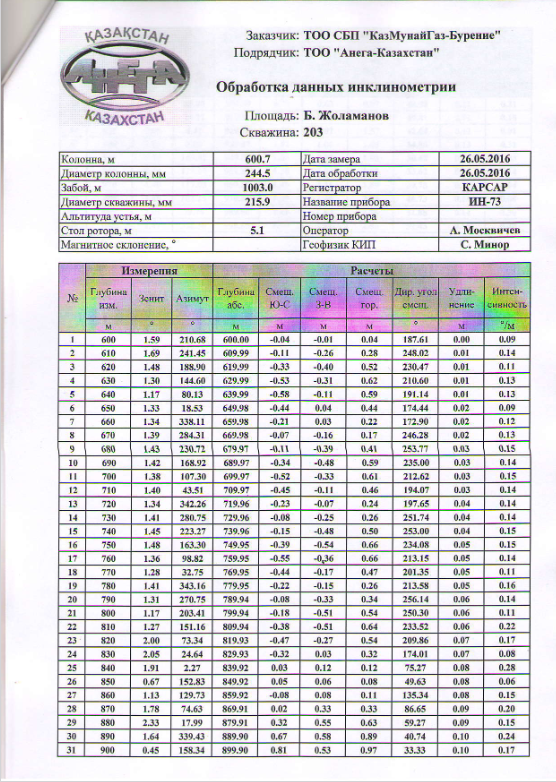 ҚАЗАҚСТАН
АНЕГА
КАЗАХСТАН
Заказчик: ТОО СБП "КазМунайГаз-Бурение"
Подрядчик: ТОО "Анега-Казахстан"
Обработка данных инклинометрии
Площадь: Б. Жоламанов
Скважина: 203
Колонна, м 600.7 Дата замера 26.05.2016
Диаметр колонны, мм 244.5 Дата обработки 26.05.2016
Забой, м 1003.0 Регистратор КАРСАР
Диаметр скважины, мм 215.9 Название прибора ИН-73
Альтитуда устья, м Номер прибора
Стол ротора, м 5.1 Оператор А. Москвичев
Магнитное склонение, ° Геофизик КИП С. Минор
Измерения Расчеты
№ Глубина изм. Зенит Азимут Глубина абс. Смещ. Ю-С Смещ. З-В Смещ. гор. Дир. угол смещ. Удли-нение Интен-сивность
м ° ° м м м м ° м °/м
1 600 1.59 210.68 600.00 -0.04 -0.01 0.04 187.61 0.00 0.09
2 610 1.69 241.45 609.99 -0.11 -0.26 0.28 248.02 0.01 0.14
3 620 1.48 188.90 619.99 -0.33 -0.40 0.52 230.47 0.01 0.11
4 630 1.30 144.60 629.99 -0.53 -0.31 0.62 210.60 0.01 0.13
5 640 1.17 80.13 639.99 -0.58 -0.11 0.59 191.14 0.01 0.13
6 650 1.33 18.53 649.98 -0.44 0.04 0.44 174.44 0.02 0.09
7 660 1.34 338.11 659.98 -0.21 0.03 0.22 172.90 0.02 0.12
8 670 1.39 284.31 669.98 -0.07 -0.16 0.17 246.28 0.02 0.13
9 680 1.43 230.72 679.97 -0.11 -0.39 0.41 253.77 0.03 0.15
10 690 1.42 168.92 689.97 -0.34 -0.48 0.59 235.00 0.03 0.14
11 700 1.38 107.30 699.97 -0.52 -0.33 0.61 212.62 0.03 0.15
12 710 1.40 43.51 709.97 -0.45 -0.11 0.46 194.07 0.03 0.14
13 720 1.34 342.26 719.96 -0.23 -0.07 0.24 197.65 0.04 0.14
14 730 1.41 280.75 729.96 -0.08 -0.25 0.26 251.74 0.04 0.14
15 740 1.45 223.27 739.96 -0.15 -0.48 0.50 253.00 0.04 0.15
16 750 1.48 163.30 749.95 -0.39 -0.54 0.66 234.08 0.05 0.15
17 760 1.36 98.82 759.95 -0.55 -0.36 0.66 213.15 0.05 0.14
18 770 1.28 32.75 769.95 -0.44 -0.17 0.47 201.35 0.05 0.11
19 780 1.41 343.16 779.95 -0.22 -0.15 0.26 213.58 0.05 0.16
20 790 1.31 270.75 789.94 -0.08 -0.33 0.34 256.14 0.06 0.14
21 800 1.17 203.41 799.94 -0.18 -0.51 0.54 250.30 0.06 0.11
22 810 1.27 151.16 809.94 -0.38 -0.51 0.64 233.52 0.06 0.22
23 820 2.00 73.34 819.93 -0.47 -0.27 0.54 209.86 0.07 0.17
24 830 2.05 24.64 829.93 -0.32 0.03 0.32 174.01 0.07 0.08
25 840 1.91 2.27 839.92 0.03 0.12 0.12 75.27 0.08 0.28
26 850 0.67 152.83 849.92 0.05 0.06 0.08 49.63 0.08 0.06
27 860 1.13 129.73 859.92 -0.08 0.08 0.11 135.34 0.08 0.15
28 870 1.78 74.63 869.91 0.02 0.33 0.33 86.65 0.09 0.20
29 880 2.33 17.99 879.91 0.32 0.55 0.63 59.27 0.09 0.15
30 890 1.64 339.43 889.90 0.67 0.58 0.89 40.74 0.10 0.24
31 900 0.45 158.34 899.90 0.81 0.53 0.97 33.33 0.10 0.17